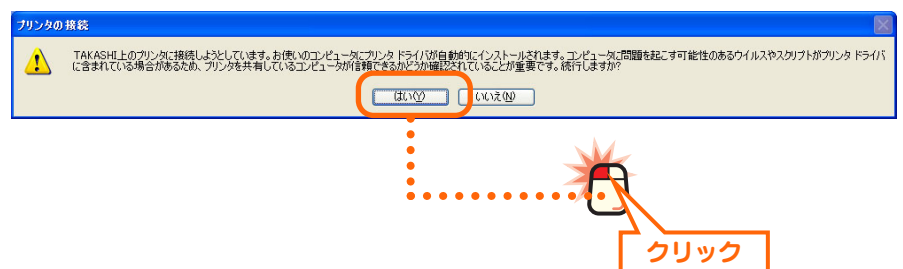 プリンタの接続
TAKASHI上のプリンタに接続しようとしています。お使いのコンピュータにプリンタ ドライバが自動的にインストールされます。コンピュータに問題を起こす可能性のあるウイルスやスクリプトがプリンタ ドライバ
に含まれている場合があるため、プリンタを共有しているコンピュータが信頼できるかどうか確認されていることが重要です。続行しますか?
はい(Y) いいえ(N)
クリック